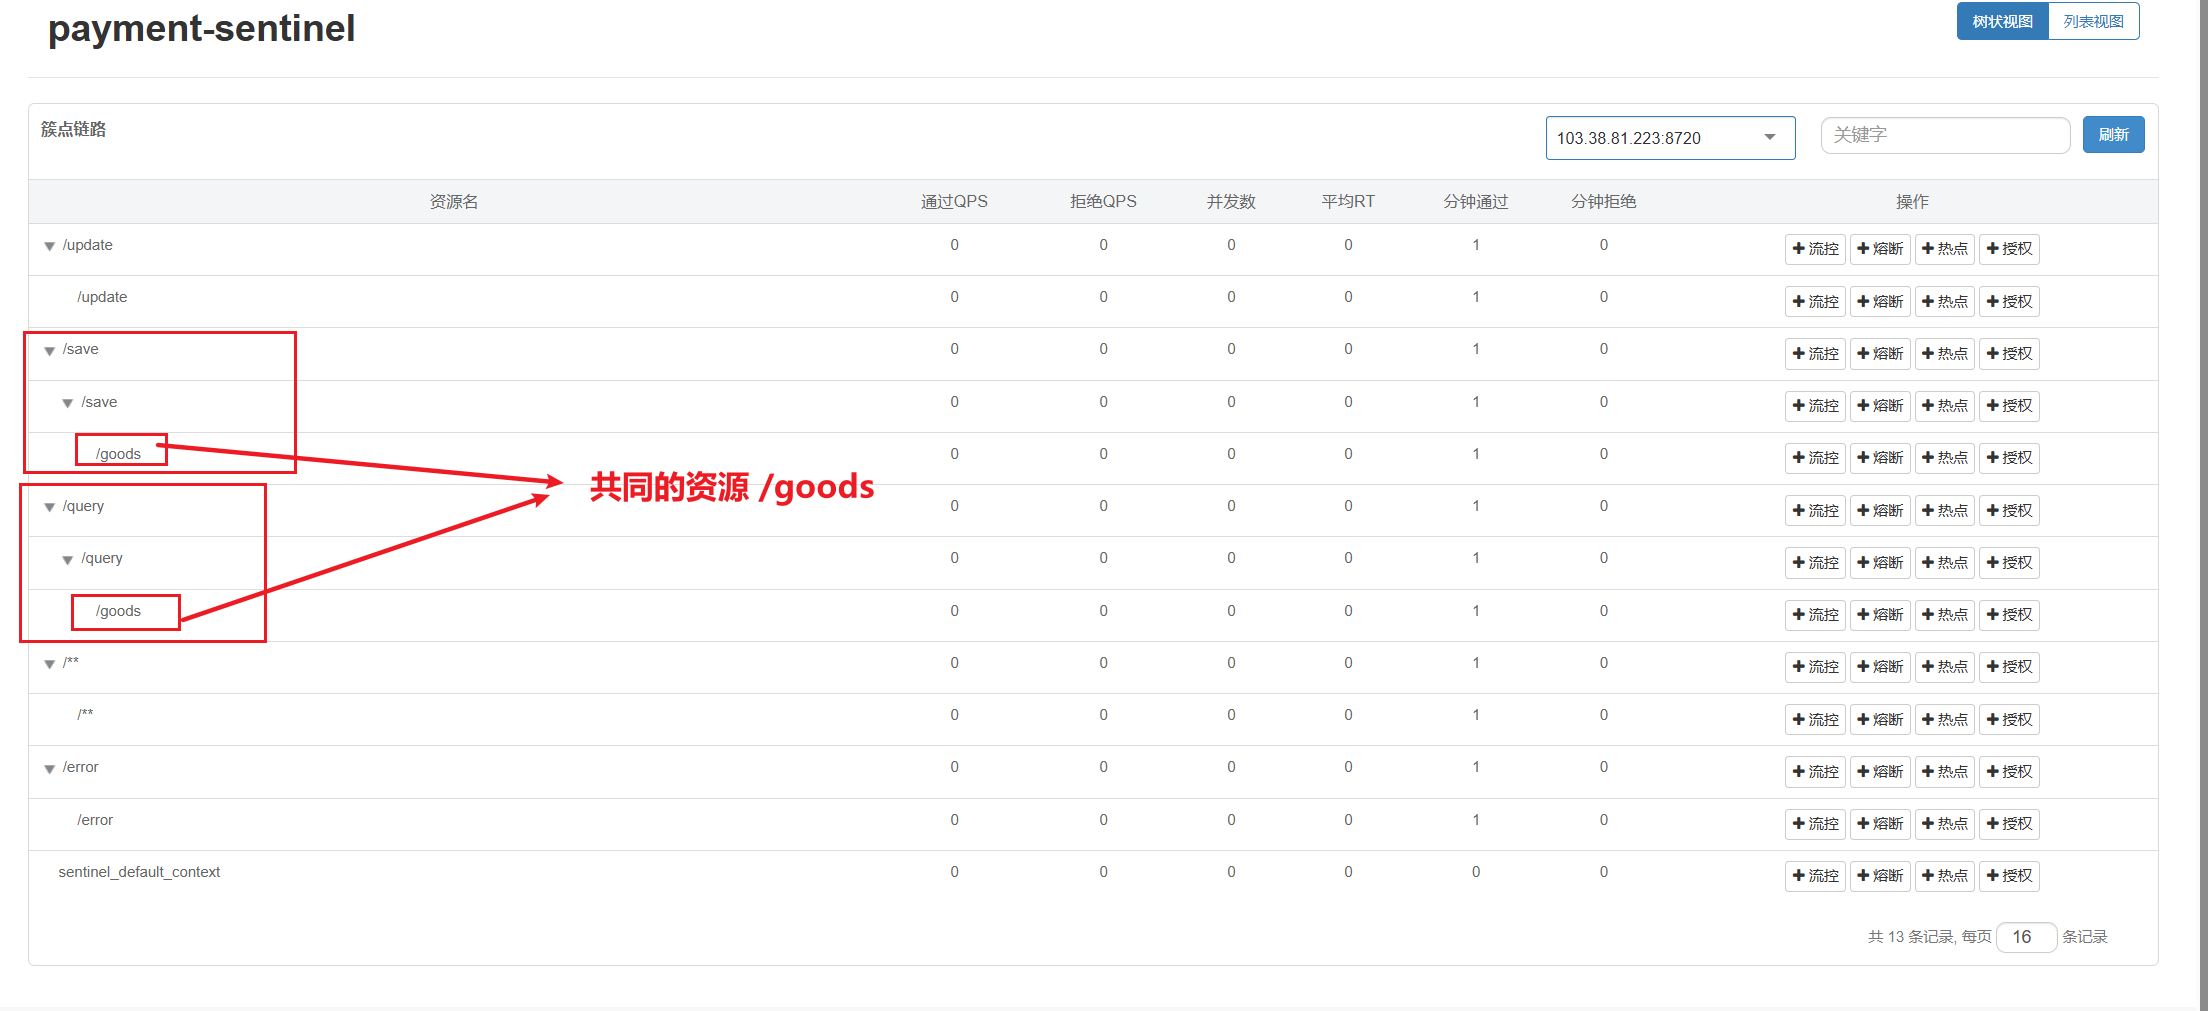 payment-sentinel
树状视图 列表视图
簇点链路
103.38.81.223:8720 关键字 刷新
资源名 通过QPS 拒绝QPS 并发数 平均RT 分钟通过 分钟拒绝 操作
/update 0 0 0 0 1 0 流控 熔断 热点 授权
/update 0 0 0 0 1 0 流控 熔断 热点 授权
/save 0 0 0 0 1 0 流控 熔断 热点 授权
/save 0 0 0 0 1 0 流控 熔断 热点 授权
/goods 0 0 0 0 1 0 流控 熔断 热点 授权
共同的资源 /goods
/query 0 0 0 0 1 0 流控 熔断 热点 授权
/query 0 0 0 0 1 0 流控 熔断 热点 授权
/goods 0 0 0 0 1 0 流控 熔断 热点 授权
/** 0 0 0 0 1 0 流控 熔断 热点 授权
/** 0 0 0 0 1 0 流控 熔断 热点 授权
/error 0 0 0 0 1 0 流控 熔断 热点 授权
/error 0 0 0 0 1 0 流控 熔断 热点 授权
sentinel_default_context 0 0 0 0 0 0 流控 熔断 热点 授权
共 13 条记录, 每页 16 条记录